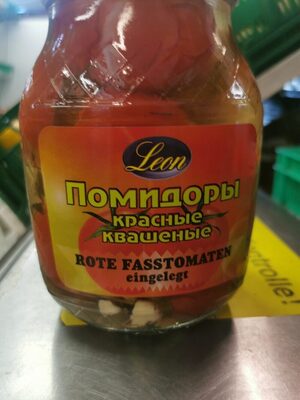 Leon
Помидоры
красные
квашеные
ROTE FASSTOMATEN
eingelegt